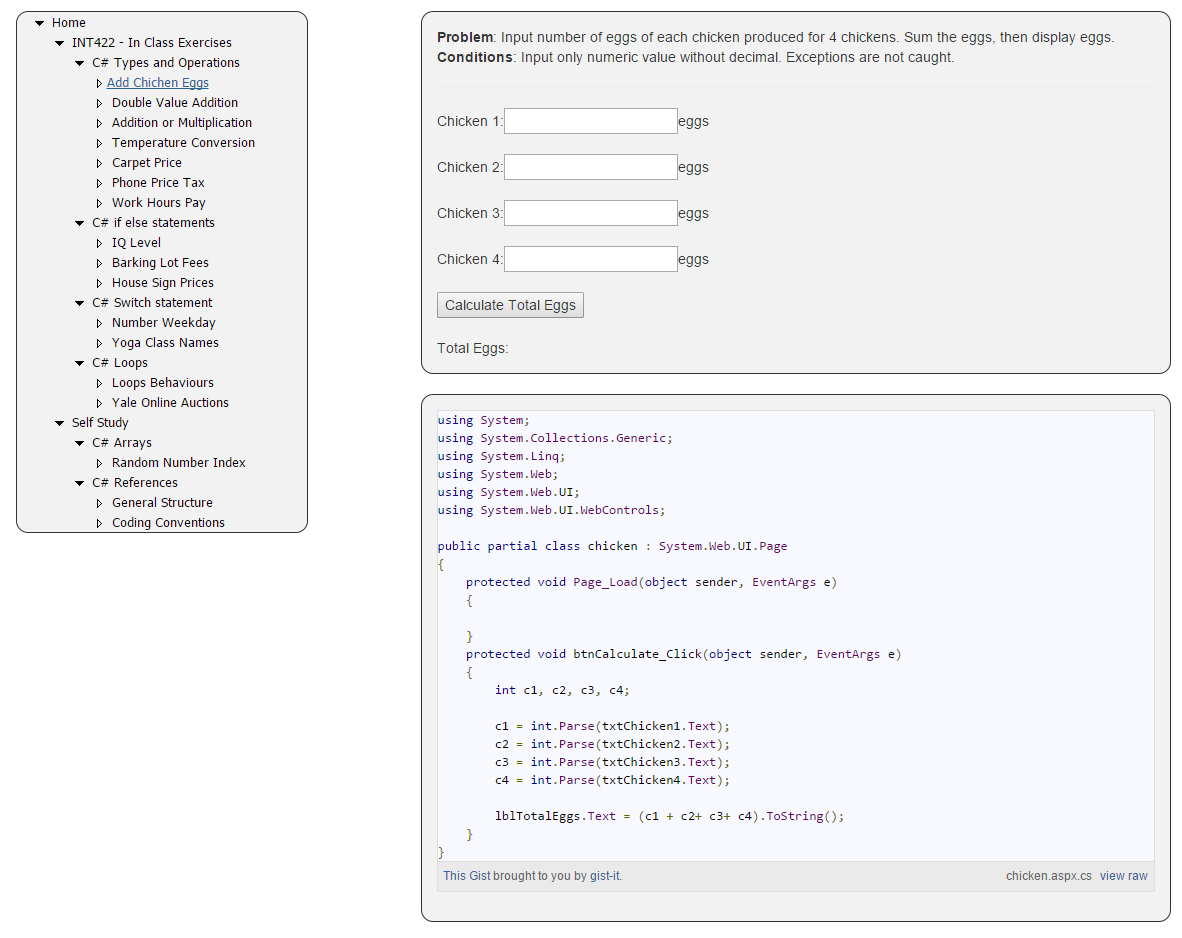 Home
INT422 - In Class Exercises
C# Types and Operations
Add Chichen Eggs
Double Value Addition
Addition or Multiplication
Temperature Conversion
Carpet Price
Phone Price Tax
Work Hours Pay
C# if else statements
IQ Level
Barking Lot Fees
House Sign Prices
C# Switch statement
Number Weekday
Yoga Class Names
C# Loops
Loops Behaviours
Yale Online Auctions
Self Study
C# Arrays
Random Number Index
C# References
General Structure
Coding Conventions
Problem: Input number of eggs of each chicken produced for 4 chickens. Sum the eggs, then display eggs.
Conditions: Input only numeric value without decimal. Exceptions are not caught.
Chicken 1: eggs
Chicken 2: eggs
Chicken 3: eggs
Chicken 4: eggs
Calculate Total Eggs
Total Eggs:
using System;
using System.Collections.Generic;
using System.Linq;
using System.Web;
using System.Web.UI;
using System.Web.UI.WebControls;
public partial class chicken : System.Web.UI.Page
{
    protected void Page_Load(object sender, EventArgs e)
    {
    }
    protected void btnCalculate_Click(object sender, EventArgs e)
    {
        int c1, c2, c3, c4;
        c1 = int.Parse(txtChicken1.Text);
        c2 = int.Parse(txtChicken2.Text);
        c3 = int.Parse(txtChicken3.Text);
        c4 = int.Parse(txtChicken4.Text);
        lblTotalEggs.Text = (c1 + c2+ c3+ c4).ToString();
    }
}
This Gist brought to you by gist-it. chicken.aspx.cs view raw